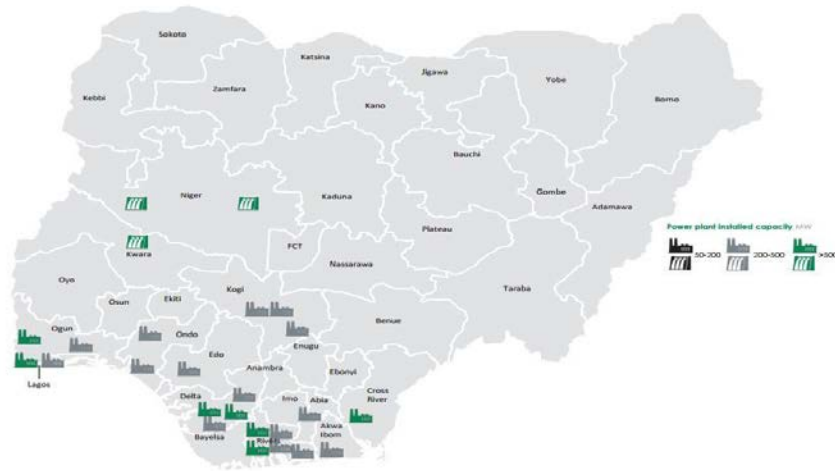 Sokoto
Katsina
Jigawa
Yobe
Borno
Zamfara
Kebbi
Kano
Bauchi
Gombe
Niger
Kaduna
Adamawa
Plateau
Power plant installed capacity MW
50-200 200-500 >500
Kwara
FCT
Nassarawa
Taraba
Oyo
Osun
Ekiti
Kogi
Benue
Ogun
Ondo
Enugu
Edo
Anambra
Ebonyi
Lagos
Delta
Imo
Abia
Cross
River
Bayelsa
Rivers
Akwa
Ibom